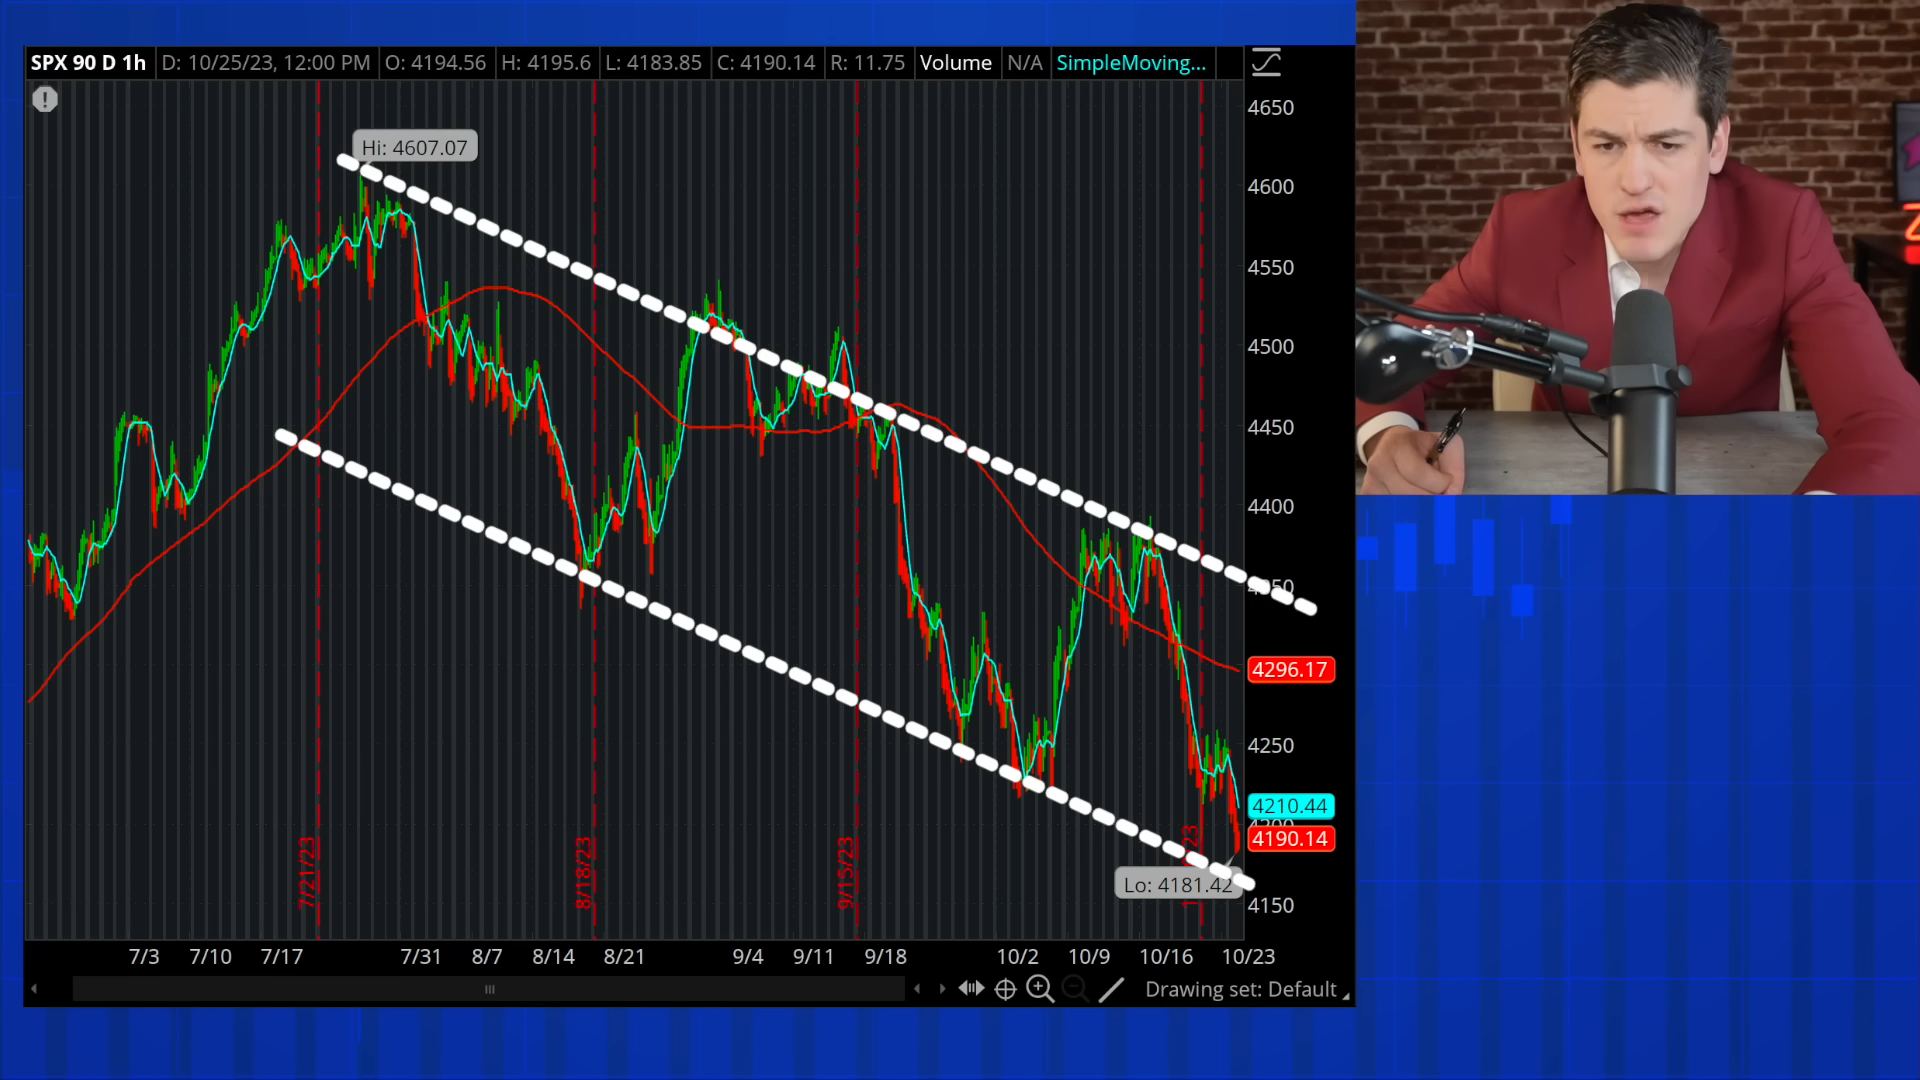 SPX 90 D 1h D: 10/25/23, 12:00 PM O: 4194.56 H: 4195.6 L: 4183.85 C: 4190.14 R: 11.75 Volume N/A SimpleMoving...
4650
Hi: 4607.07
4600
4550
4500
4450
4400
4250
4296.17
4210.44
4190.14
Lo: 4181.42
4150
7/21/23
8/18/23
9/15/23
7/3 7/10 7/17 7/31 8/7 8/14 8/21 9/4 9/11 9/18 10/2 10/9 10/16 10/23
Drawing set: Default